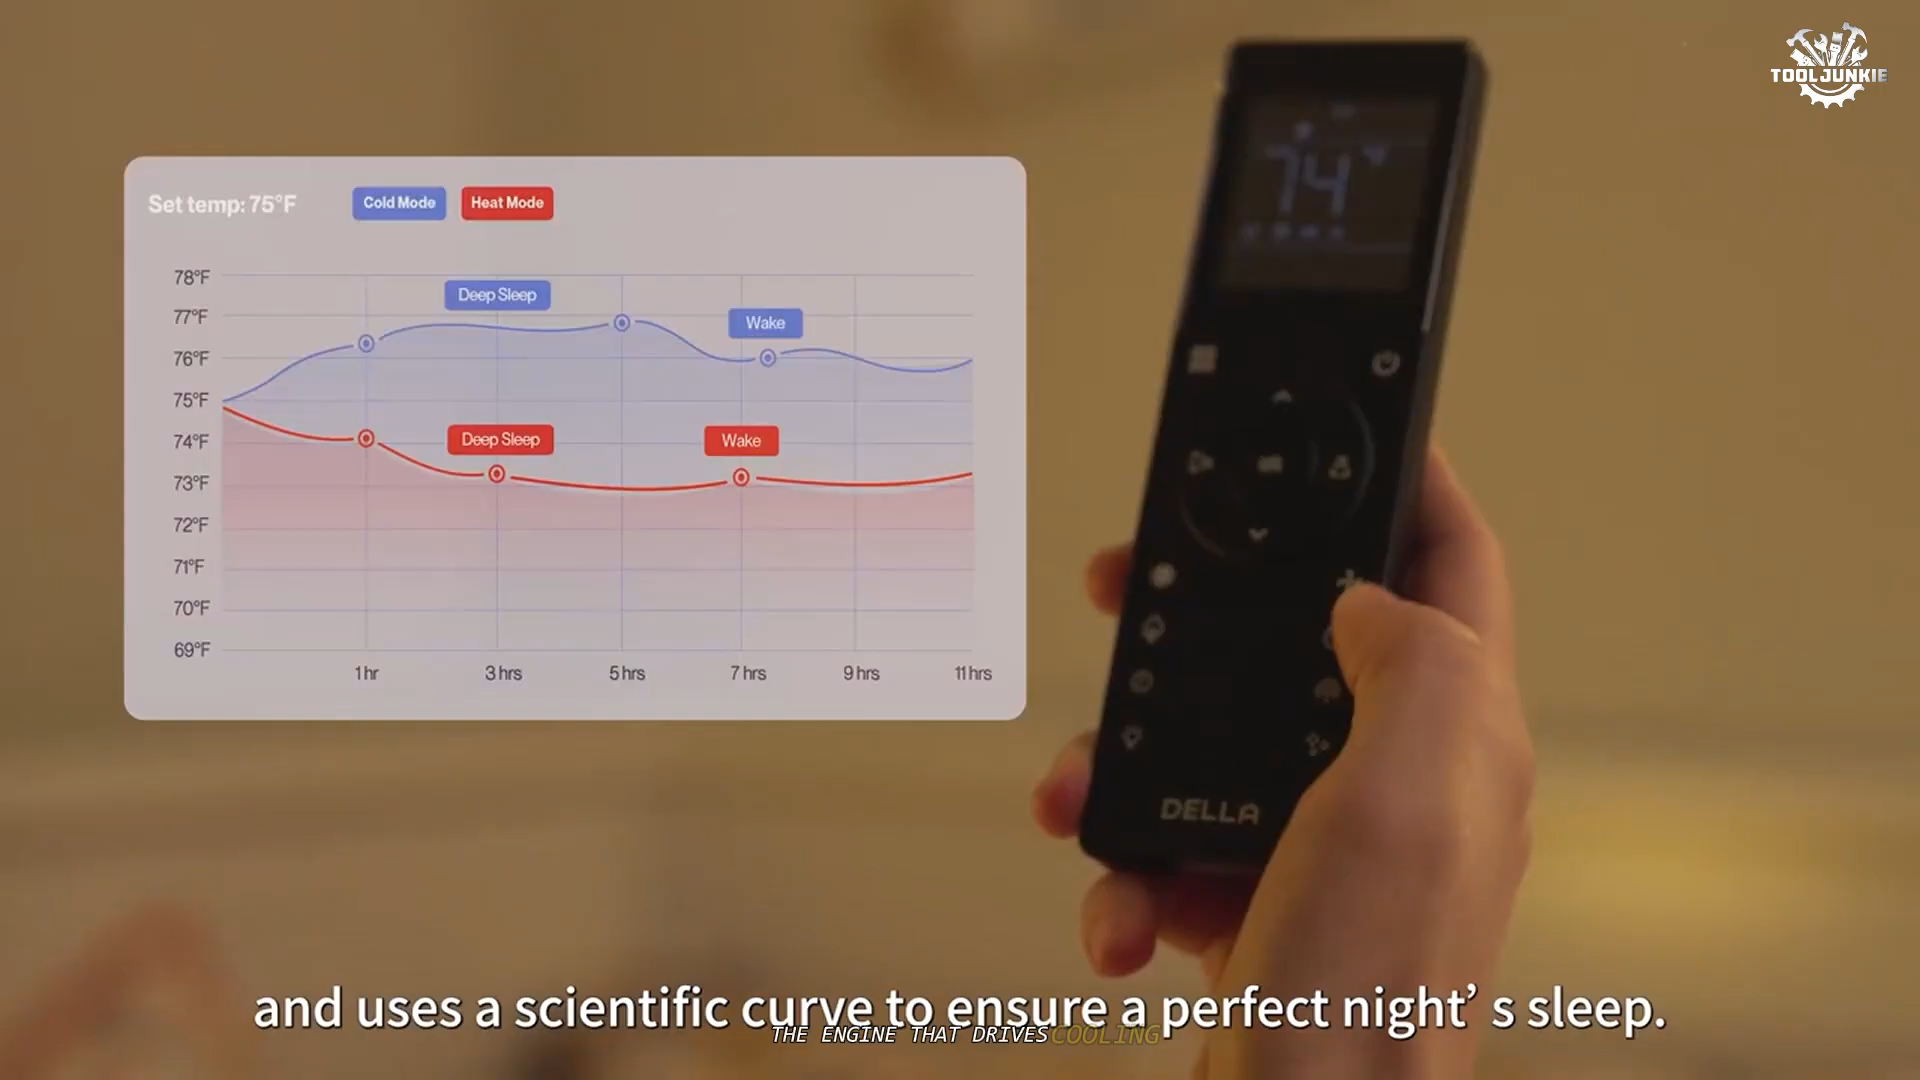 TOOL JUNKIE
Set temp: 75°F
Cold Mode
Heat Mode
78°F
77°F
76°F
75°F
74°F
73°F
72°F
71°F
70°F
69°F
Deep Sleep
Wake
Deep Sleep
Wake
1 hr
3 hrs
5 hrs
7 hrs
9 hrs
11 hrs
74 °F
DELLA
and uses a scientific curve to ensure a perfect night's sleep.
THE ENGINE THAT DRIVES COOLING